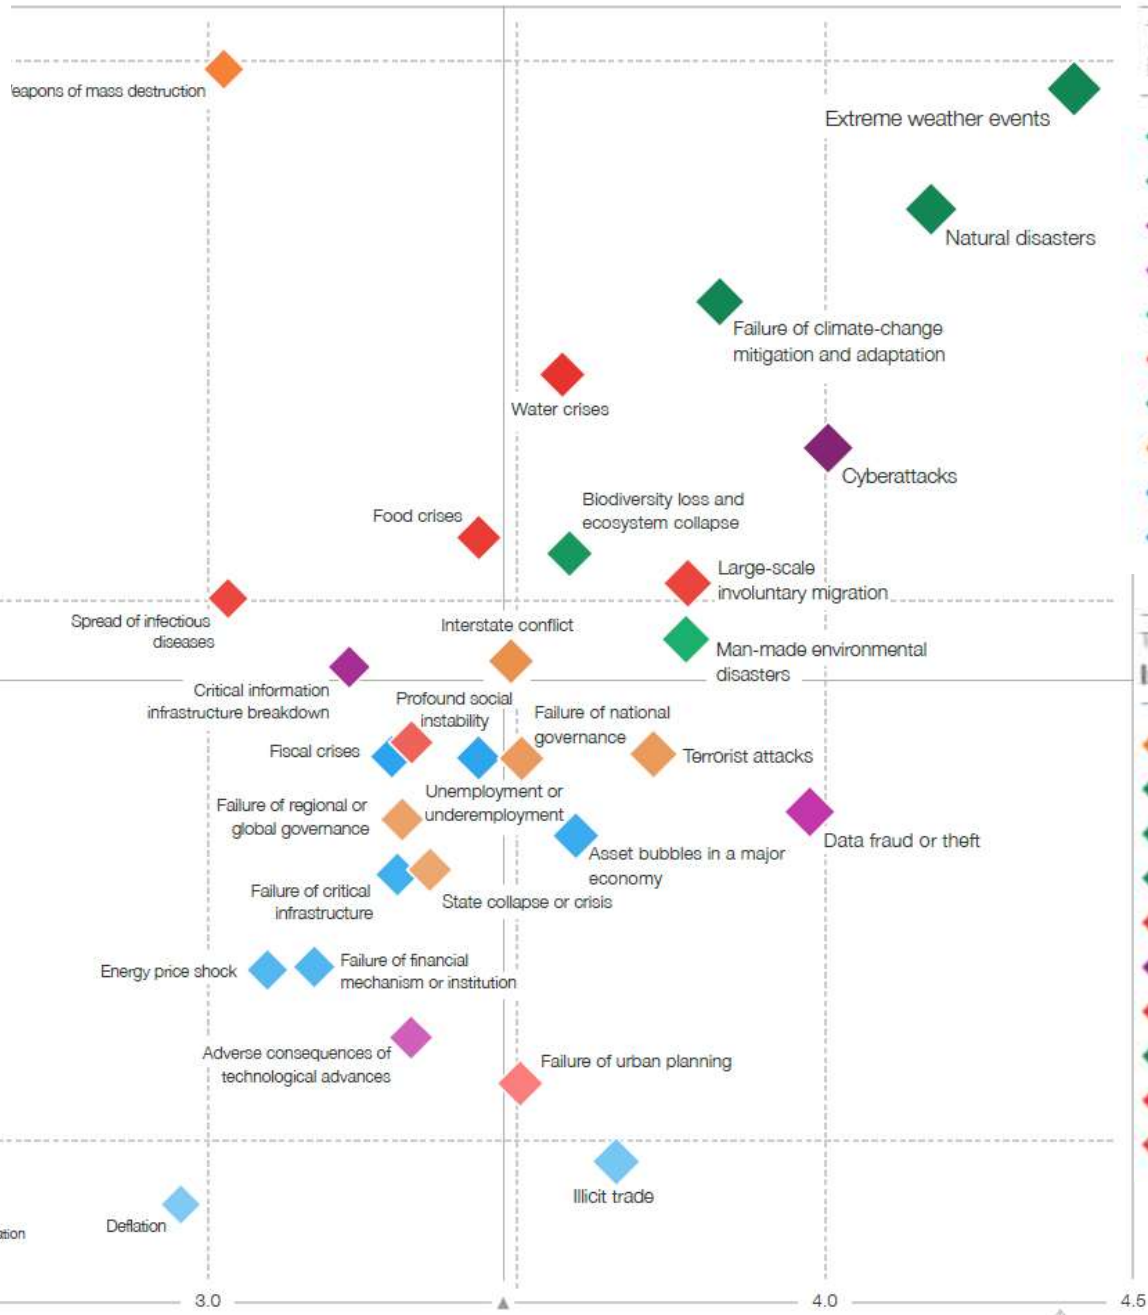 eapons of mass destruction
Extreme weather events
Natural disasters
Failure of climate-change
mitigation and adaptation
Water crises
Cyberattacks
Biodiversity loss and
ecosystem collapse
Food crises
Large-scale
involuntary migration
Spread of infectious
diseases
Interstate conflict
Man-made environmental
disasters
Critical information
infrastructure breakdown
Profound social
instability
Failure of national
governance
Fiscal crises
Terrorist attacks
Unemployment or
underemployment
Failure of regional or
global governance
Data fraud or theft
Asset bubbles in a major
economy
Failure of critical
infrastructure
State collapse or crisis
Energy price shock
Failure of financial
mechanism or institution
Adverse consequences of
technological advances
Failure of urban planning
Illicit trade
Deflation
ation
3.0
4.0
4.5